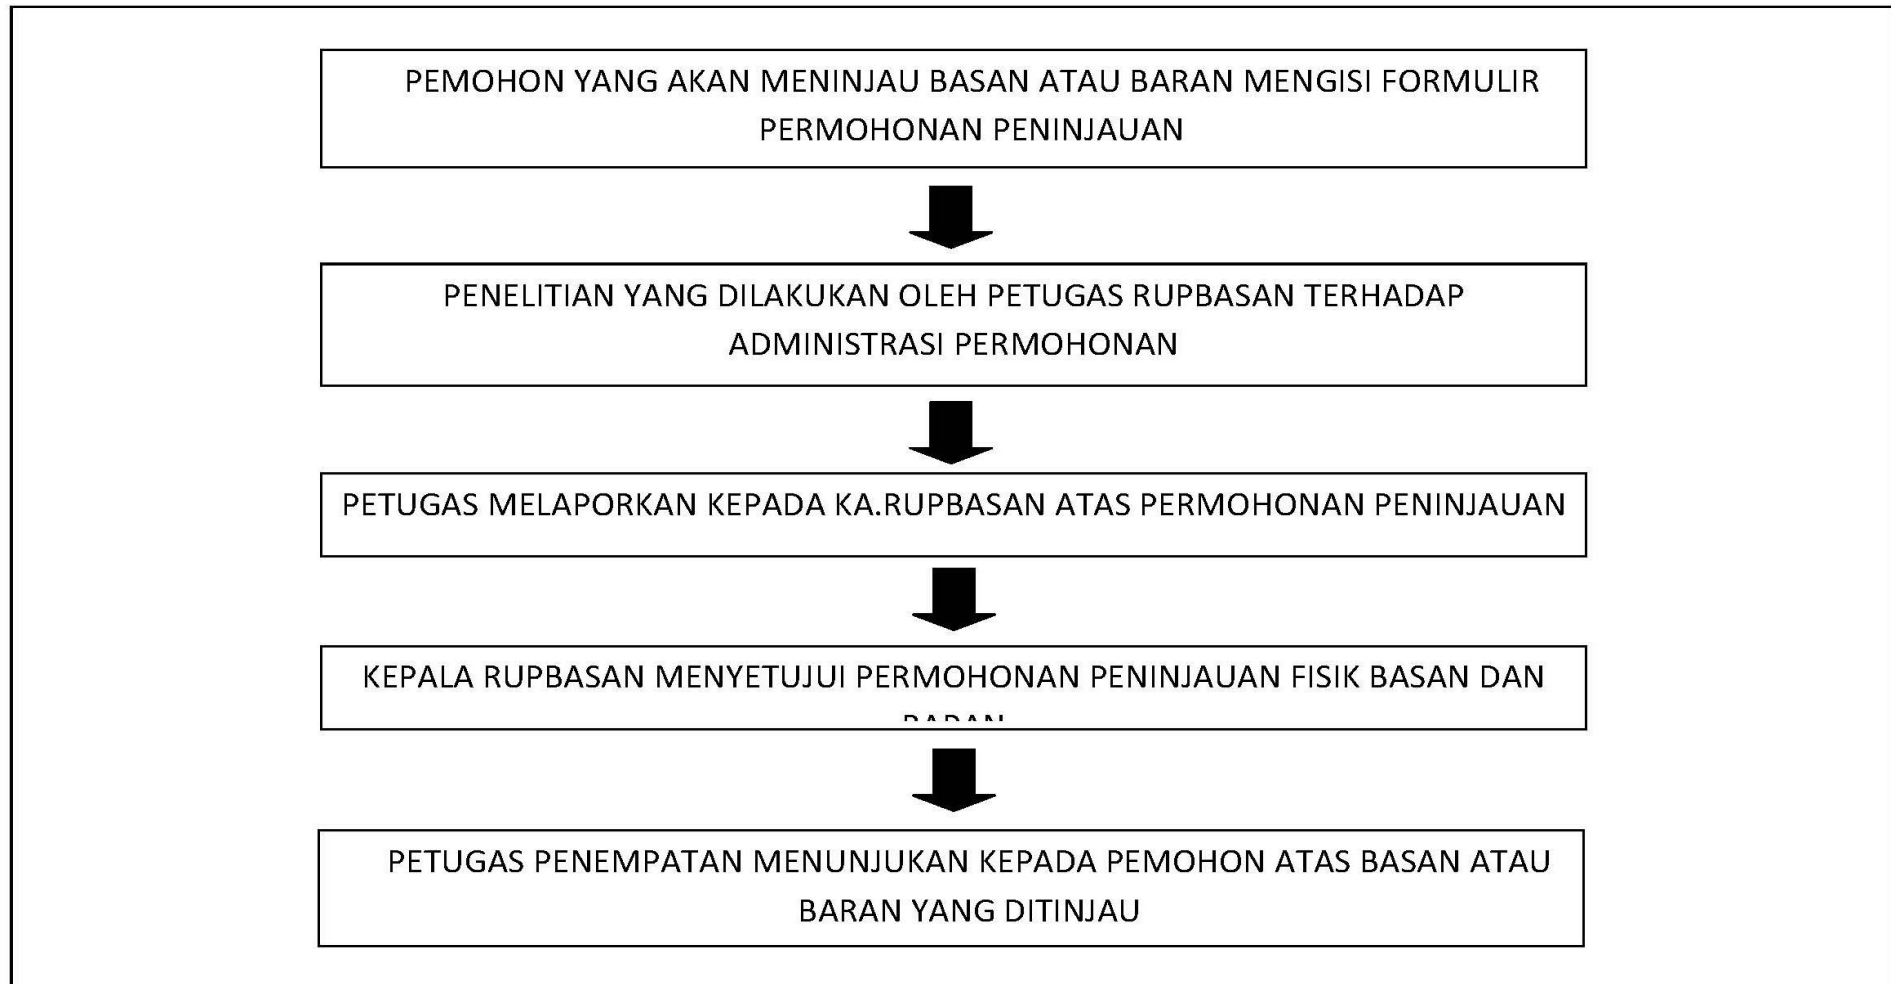 PEMOHON YANG AKAN MENINJAU BASAN ATAU BARAN MENGISI FORMULIR
PERMOHONAN PENINJAUAN
PENELITIAN YANG DILAKUKAN OLEH PETUGAS RUPBASAN TERHADAP
ADMINISTRASI PERMOHONAN
PETUGAS MELAPORKAN KEPADA KA.RUPBASAN ATAS PERMOHONAN PENINJAUAN
KEPALA RUPBASAN MENYETUJUI PERMOHONAN PENINJAUAN FISIK BASAN DAN
PETUGAS PENEMPATAN MENUNJUKAN KEPADA PEMOHON ATAS BASAN ATAU
BARAN YANG DITINJAU